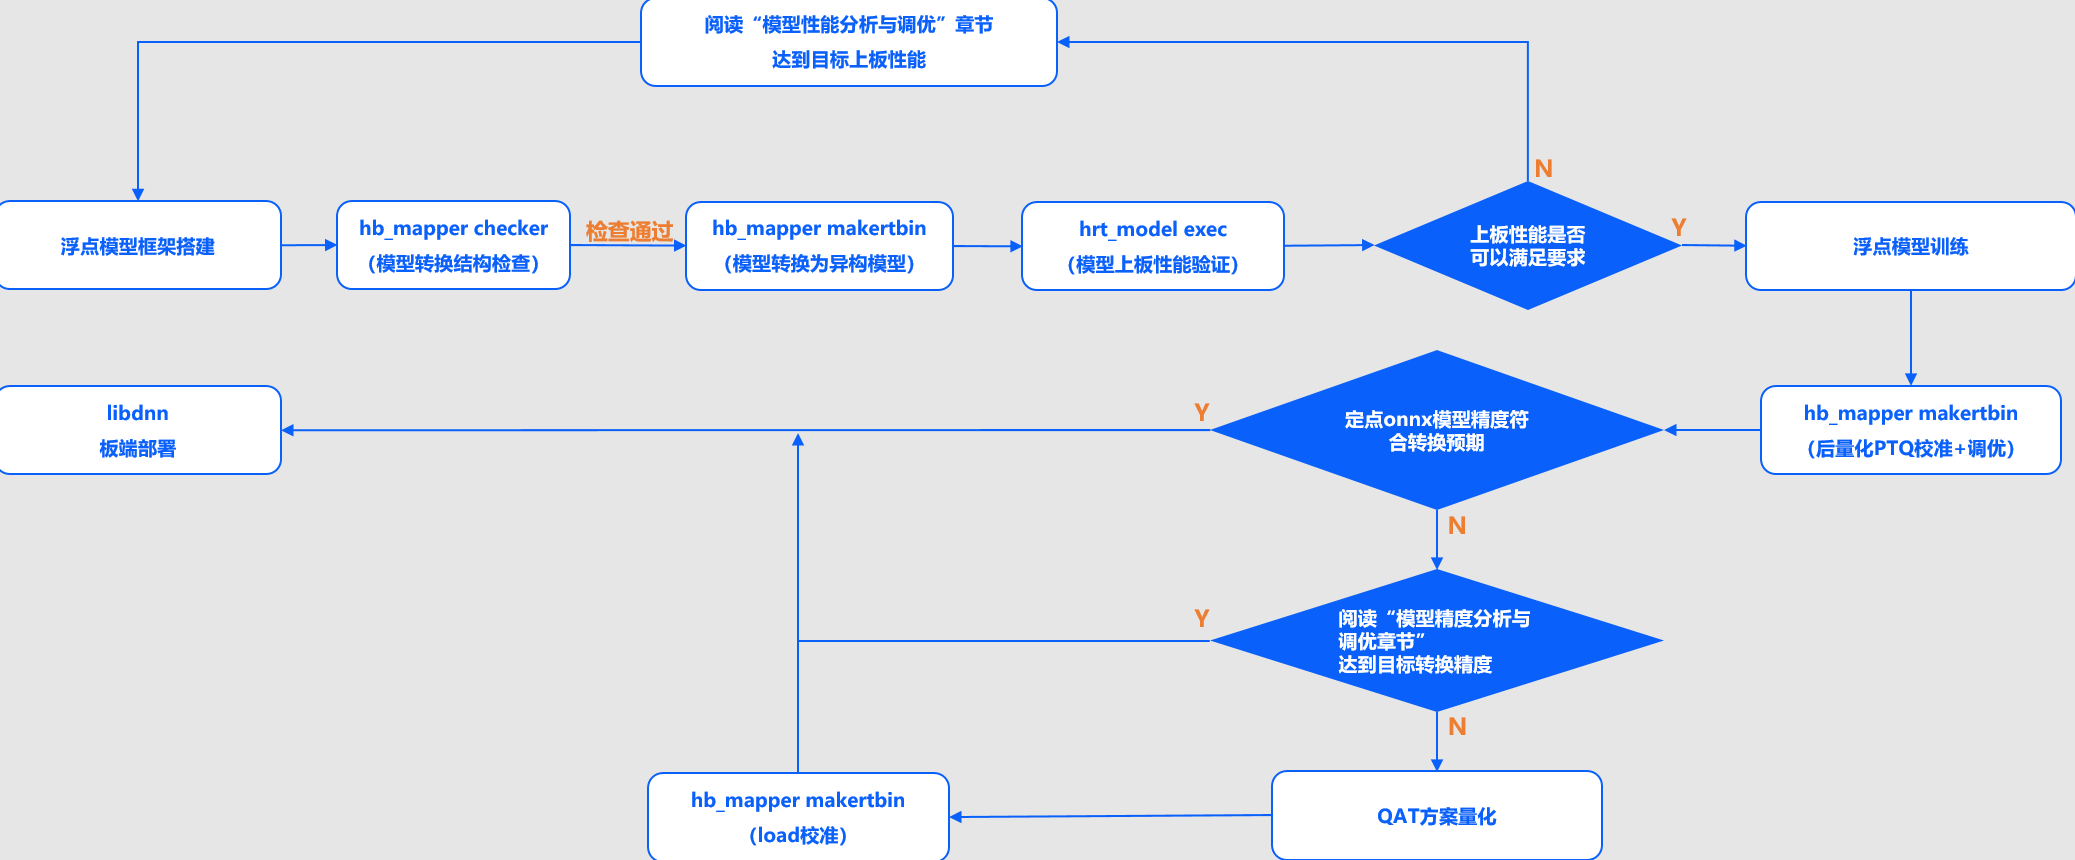 阅读“模型性能分析与调优”章节
达到目标上板性能
N
浮点模型框架搭建
hb_mapper checker
（模型转换结构检查）
检查通过
hb_mapper makertbin
（模型转换为异构模型）
hrt_model exec
（模型上板性能验证）
上板性能是否
可以满足要求
Y
浮点模型训练
libdnn
板端部署
Y
定点onnx模型精度符
合转换预期
hb_mapper makertbin
（后量化PTQ校准+调优）
N
Y
阅读“模型精度分析与
调优章节”
达到目标转换精度
N
hb_mapper makertbin
（load校准）
QAT方案量化